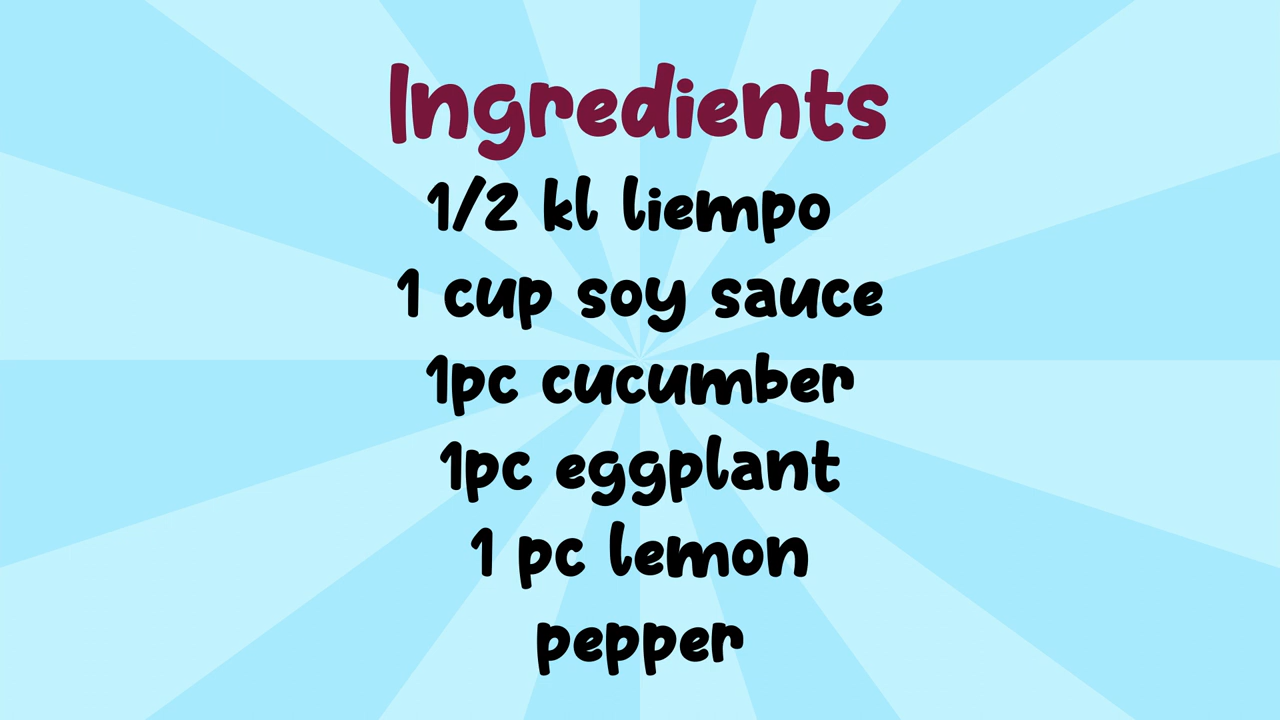 Ingredients
1/2 kl liempo
1 cup soy sauce
1pc cucumber
1pc eggplant
1 pc lemon
pepper